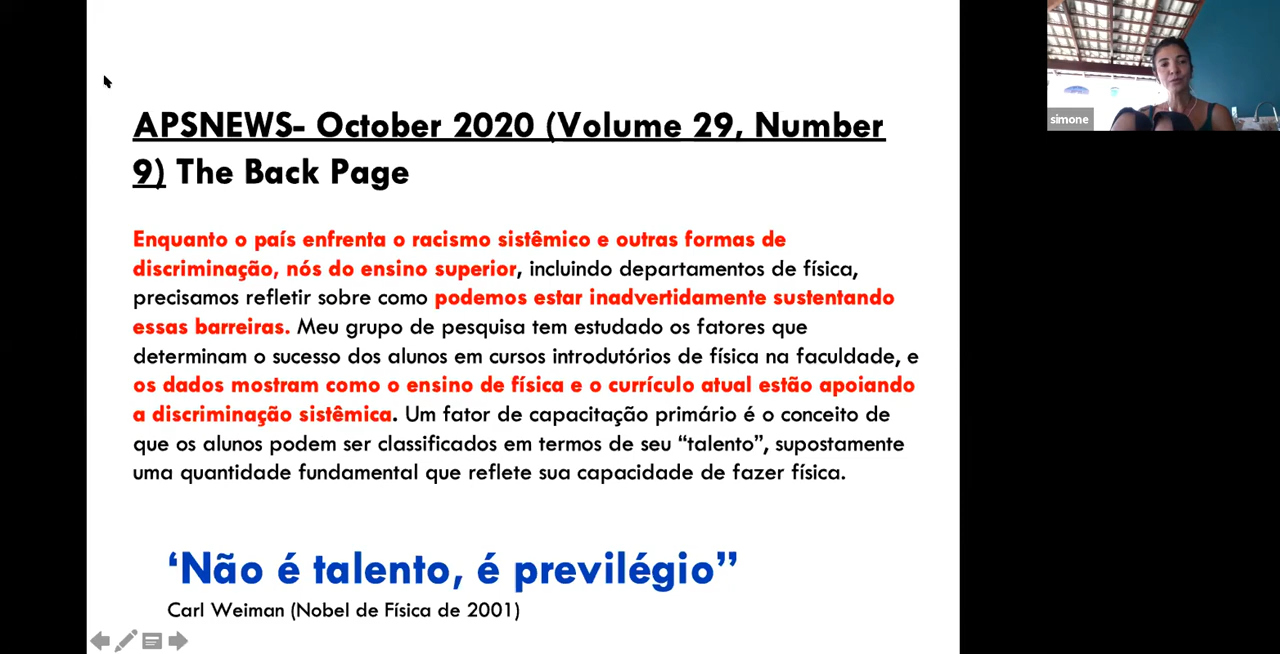 APSNEWS- October 2020 (Volume 29, Number
9) The Back Page
Enquanto o país enfrenta o racismo sistêmico e outras formas de
discriminação, nós do ensino superior, incluindo departamentos de física,
precisamos refletir sobre como podemos estar inadvertidamente sustentando
essas barreiras. Meu grupo de pesquisa tem estudado os fatores que
determinam o sucesso dos alunos em cursos introdutórios de física na faculdade, e
os dados mostram como o ensino de física e o currículo atual estão apoiando
a discriminação sistêmica. Um fator de capacitação primário é o conceito de
que os alunos podem ser classificados em termos de seu “talento”, supostamente
uma quantidade fundamental que reflete sua capacidade de fazer física.
‘Não é talento, é previlégio’’
Carl Weiman (Nobel de Física de 2001)
simone